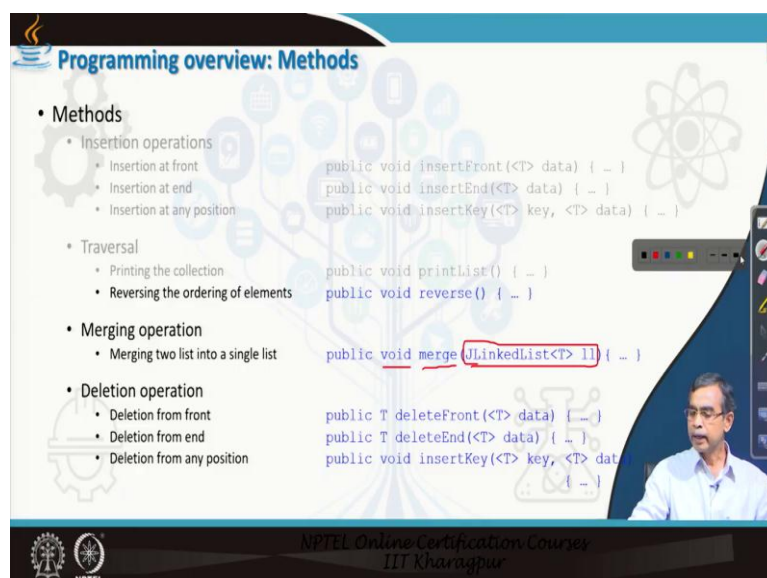 Programming overview: Methods
• Methods
• Insertion operations
• Insertion at front public void insertFront(<T> data) { … }
• Insertion at end public void insertEnd(<T> data) { … }
• Insertion at any position public void insertKey(<T> key, <T> data) { … }
• Traversal
• Printing the collection public void printList() { … }
• Reversing the ordering of elements public void reverse() { … }
• Merging operation
• Merging two list into a single list public void merge(JLinkedList<T> ll){ … }
• Deletion operation
• Deletion from front public T deleteFront(<T> data) { … }
• Deletion from end public T deleteEnd(<T> data) { … }
• Deletion from any position public void insertKey(<T> key, <T> data
{ … }
NPTEL Online Certification Courses
IIT Kharagpur
NPTEL